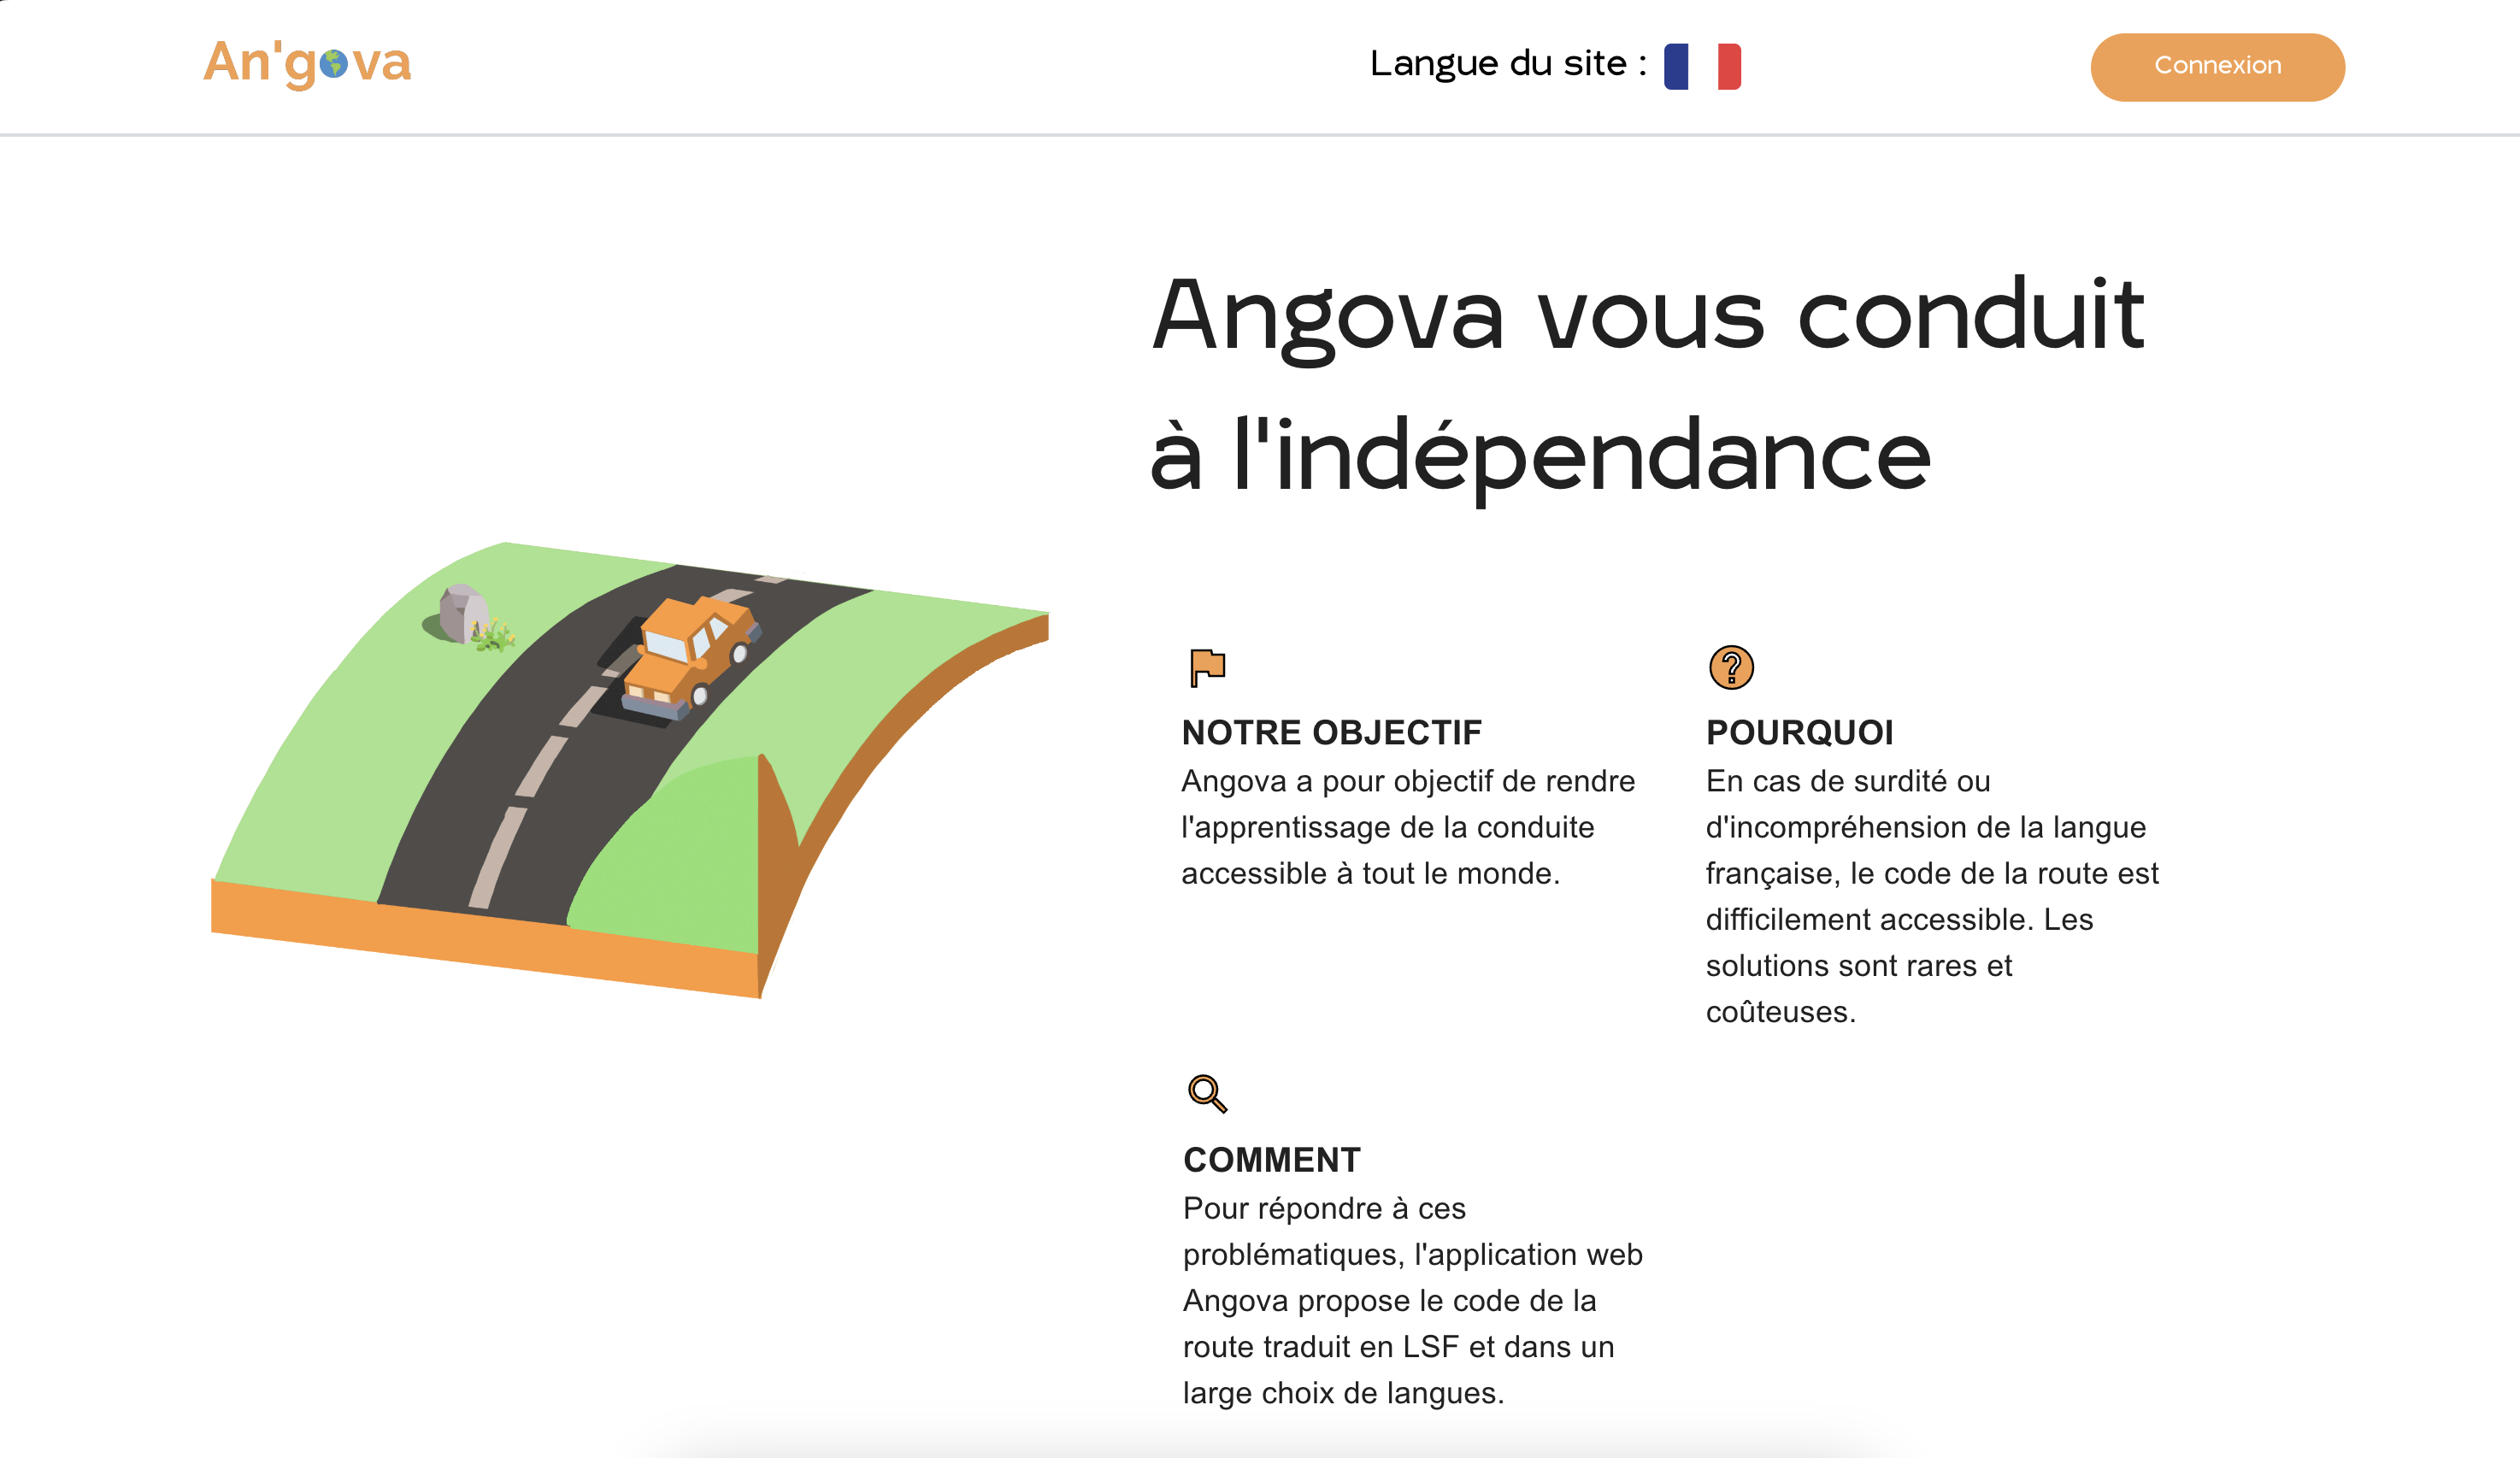 An'gova
Langue du site :
Connexion
Angova vous conduit
à l'indépendance
NOTRE OBJECTIF
Angova a pour objectif de rendre
l'apprentissage de la conduite
accessible à tout le monde.
POURQUOI
En cas de surdité ou
d'incompréhension de la langue
française, le code de la route est
difficilement accessible. Les
solutions sont rares et
coûteuses.
COMMENT
Pour répondre à ces
problématiques, l'application web
Angova propose le code de la
route traduit en LSF et dans un
large choix de langues.